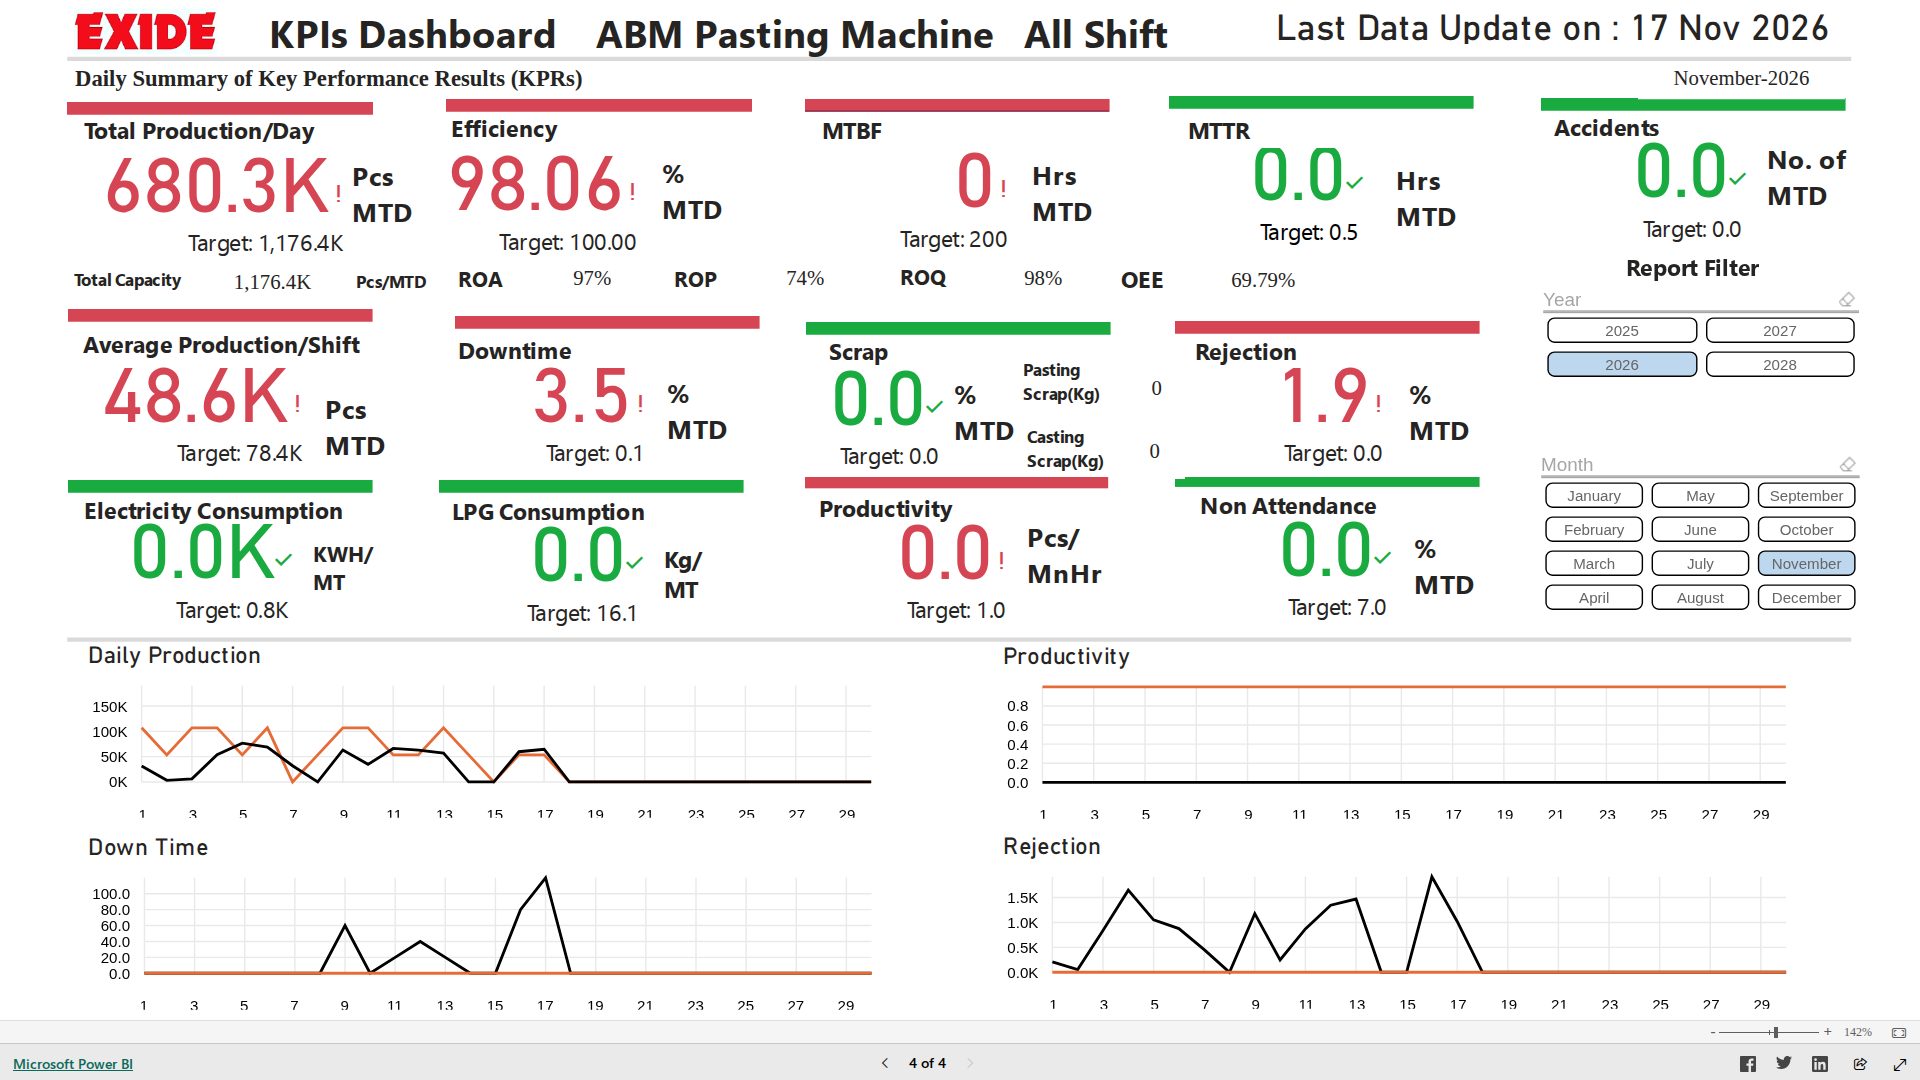 EXIDE KPIs Dashboard ABM Pasting Machine All Shift Last Data Update on : 17 Nov 2026
Daily Summary of Key Performance Results (KPRs) November-2026
Total Production/Day
680.3K! Pcs
MTD
Target: 1,176.4K
Efficiency
98.06! %
MTD
Target: 100.00
MTBF
0! Hrs
MTD
Target: 200
MTTR
0.0 Hrs
MTD
Target: 0.5
Accidents
0.0 No. of
MTD
Target: 0.0
Total Capacity 1,176.4K Pcs/MTD ROA 97% ROP 74% ROQ 98% OEE 69.79%
Average Production/Shift
48.6K! Pcs
MTD
Target: 78.4K
Downtime
3.5! %
MTD
Target: 0.1
Scrap
0.0 %
MTD
Target: 0.0
Pasting
Scrap(Kg) 0
Casting
Scrap(Kg) 0
Rejection
1.9! %
MTD
Target: 0.0
Electricity Consumption
0.0K KWH/
MT
Target: 0.8K
LPG Consumption
0.0 Kg/
MT
Target: 16.1
Productivity
0.0! Pcs/
MnHr
Target: 1.0
Non Attendance
0.0 %
MTD
Target: 7.0
Report Filter
Year
2025 2027
2026 2028
Month
January May September
February June October
March July November
April August December
Daily Production
150K
100K
50K
0K
1 3 5 7 9 11 13 15 17 19 21 23 25 27 29
Productivity
0.8
0.6
0.4
0.2
0.0
1 3 5 7 9 11 13 15 17 19 21 23 25 27 29
Down Time
100.0
80.0
60.0
40.0
20.0
0.0
1 3 5 7 9 11 13 15 17 19 21 23 25 27 29
Rejection
1.5K
1.0K
0.5K
0.0K
1 3 5 7 9 11 13 15 17 19 21 23 25 27 29
- + 142%
Microsoft Power BI < 4 of 4 >